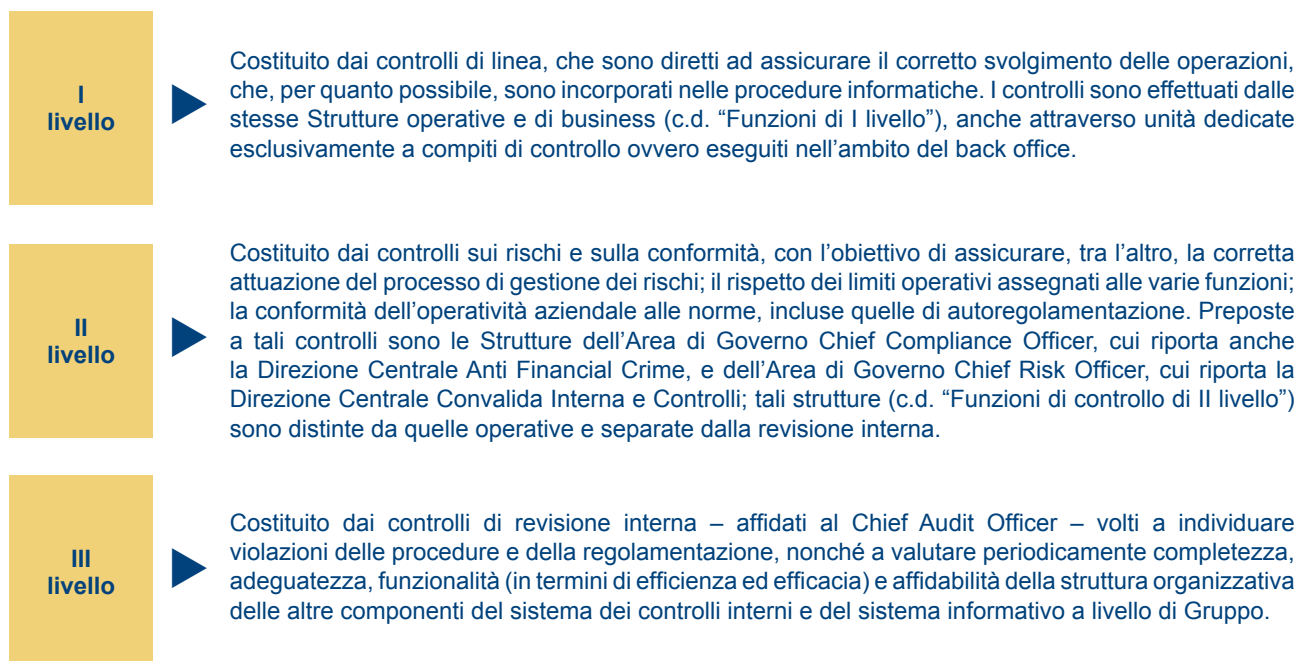 I
livello
Costituito dai controlli di linea, che sono diretti ad assicurare il corretto svolgimento delle operazioni,
che, per quanto possibile, sono incorporati nelle procedure informatiche. I controlli sono effettuati dalle
stesse Strutture operative e di business (c.d. “Funzioni di I livello”), anche attraverso unità dedicate
esclusivamente a compiti di controllo ovvero eseguiti nell’ambito del back office.
II
livello
Costituito dai controlli sui rischi e sulla conformità, con l’obiettivo di assicurare, tra l’altro, la corretta
attuazione del processo di gestione dei rischi; il rispetto dei limiti operativi assegnati alle varie funzioni;
la conformità dell’operatività aziendale alle norme, incluse quelle di autoregolamentazione. Preposte
a tali controlli sono le Strutture dell’Area di Governo Chief Compliance Officer, cui riporta anche
la Direzione Centrale Anti Financial Crime, e dell’Area di Governo Chief Risk Officer, cui riporta la
Direzione Centrale Convalida Interna e Controlli; tali strutture (c.d. “Funzioni di controllo di II livello”)
sono distinte da quelle operative e separate dalla revisione interna.
III
livello
Costituito dai controlli di revisione interna – affidati al Chief Audit Officer – volti a individuare
violazioni delle procedure e della regolamentazione, nonché a valutare periodicamente completezza,
adeguatezza, funzionalità (in termini di efficienza ed efficacia) e affidabilità della struttura organizzativa
delle altre componenti del sistema dei controlli interni e del sistema informativo a livello di Gruppo.